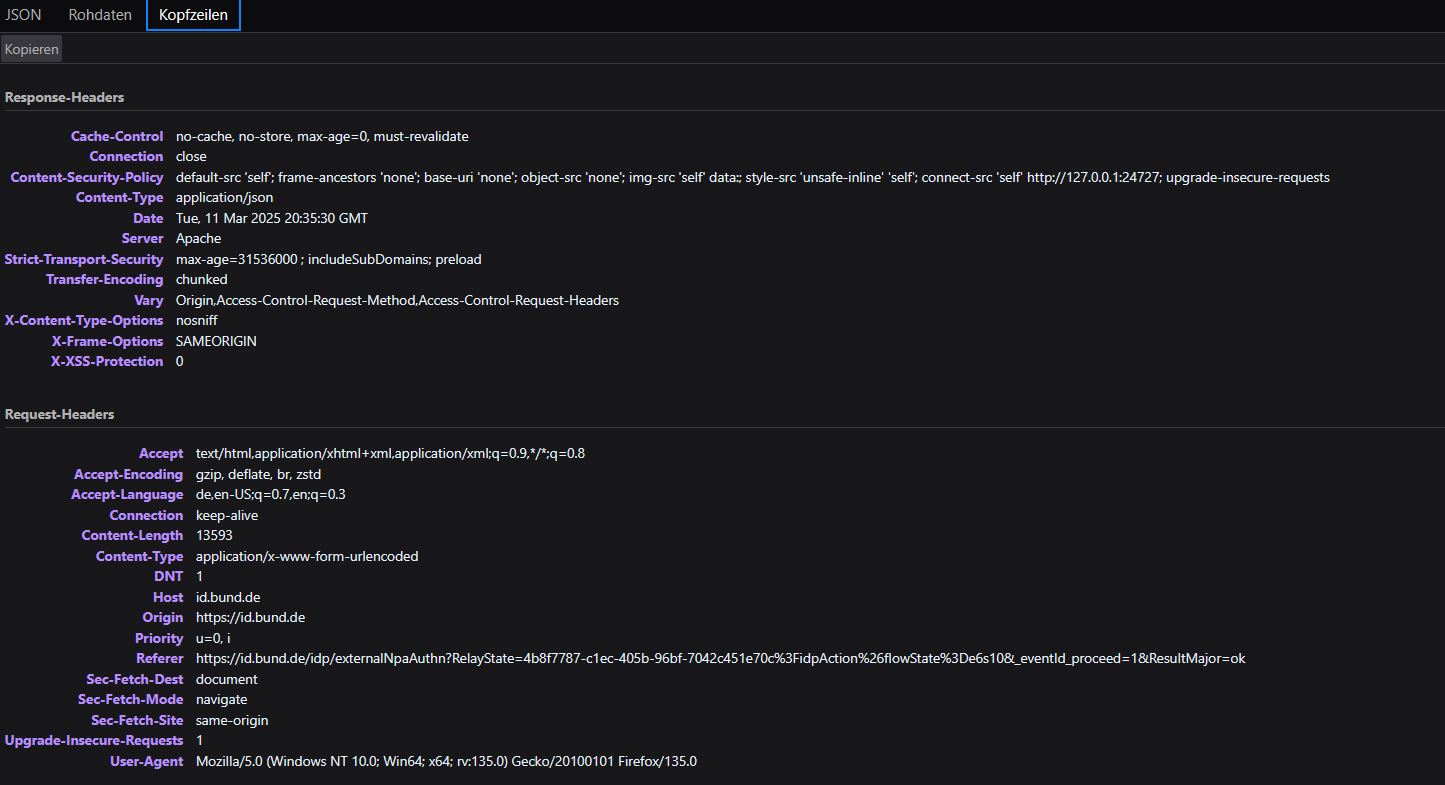 JSON Rohdaten Kopfzeilen
Kopieren
Response-Headers
Cache-Control no-cache, no-store, max-age=0, must-revalidate
Connection close
Content-Security-Policy default-src 'self'; frame-ancestors 'none'; base-uri 'none'; object-src 'none'; img-src 'self' data:; style-src 'unsafe-inline' 'self'; connect-src 'self' http://127.0.0.1:24727; upgrade-insecure-requests
Content-Type application/json
Date Tue, 11 Mar 2025 20:35:30 GMT
Server Apache
Strict-Transport-Security max-age=31536000 ; includeSubDomains; preload
Transfer-Encoding chunked
Vary Origin,Access-Control-Request-Method,Access-Control-Request-Headers
X-Content-Type-Options nosniff
X-Frame-Options SAMEORIGIN
X-XSS-Protection 0
Request-Headers
Accept text/html,application/xhtml+xml,application/xml;q=0.9,*/*;q=0.8
Accept-Encoding gzip, deflate, br, zstd
Accept-Language de,en-US;q=0.7,en;q=0.3
Connection keep-alive
Content-Length 13593
Content-Type application/x-www-form-urlencoded
DNT 1
Host id.bund.de
Origin https://id.bund.de
Priority u=0, i
Referer https://id.bund.de/idp/externalNpaAuthn?RelayState=4b8f7787-c1ec-405b-96bf-7042c451e70c%3FidpAction%26flowState%3De6s10&_eventId_proceed=1&ResultMajor=ok
Sec-Fetch-Dest document
Sec-Fetch-Mode navigate
Sec-Fetch-Site same-origin
Upgrade-Insecure-Requests 1
User-Agent Mozilla/5.0 (Windows NT 10.0; Win64; x64; rv:135.0) Gecko/20100101 Firefox/135.0